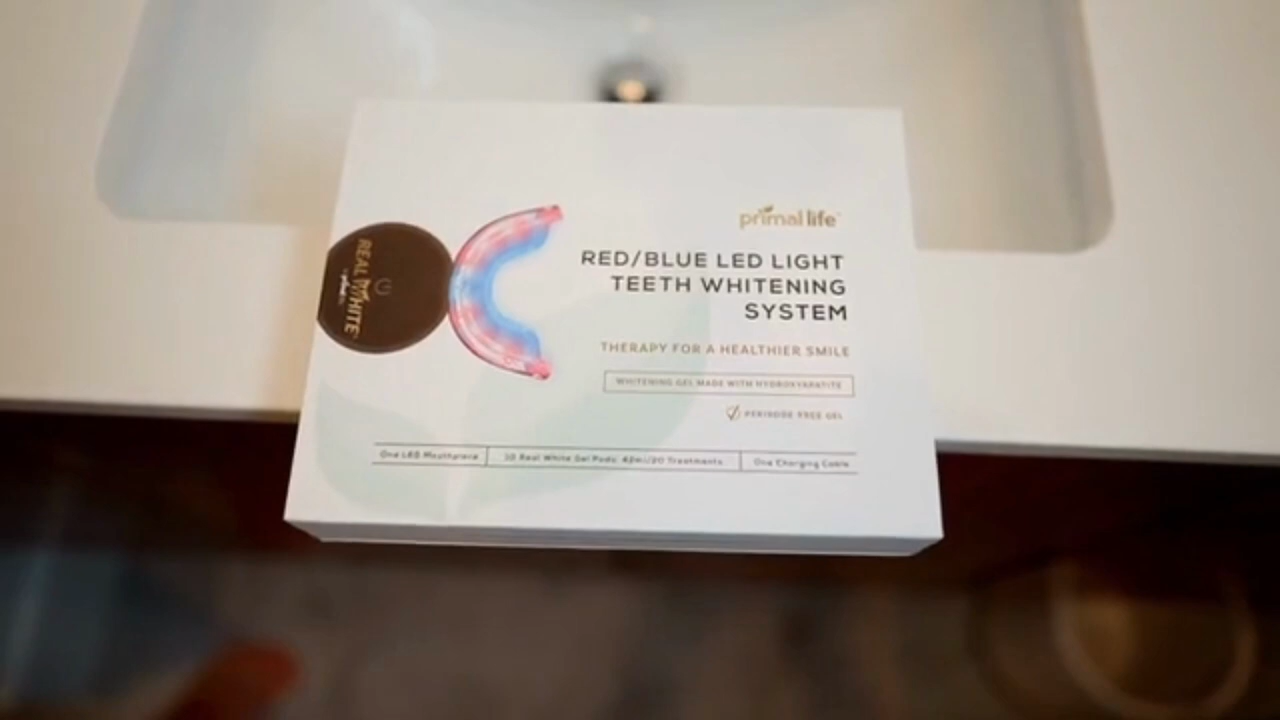 primal life
RED/BLUE LED LIGHT
TEETH WHITENING
SYSTEM
THERAPY FOR A HEALTHIER SMILE
WHITENING GEL MADE WITH HYDROXYAPATITE
PEROXIDE FREE GEL
One LED Mouthpiece
Real White Gel Pods: 42mL/20 Treatments
One Charging Cable
REAL WHITE